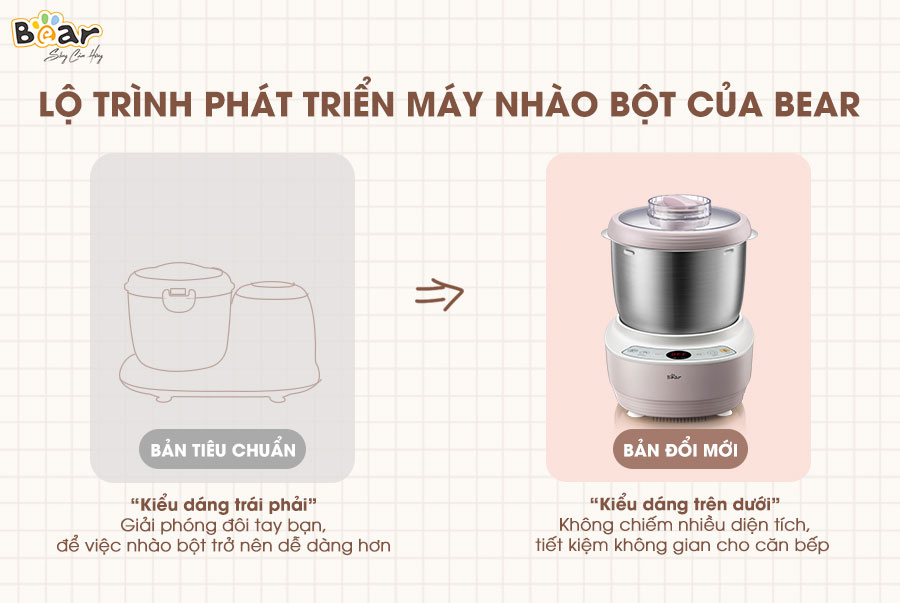 Bear
Sống Cảm Hứng
LỘ TRÌNH PHÁT TRIỂN MÁY NHÀO BỘT CỦA BEAR
Bear
BẢN TIÊU CHUẨN
BẢN ĐỔI MỚI
“Kiểu dáng trái phải”
Giải phóng đôi tay bạn,
để việc nhào bột trở nên dễ dàng hơn
“Kiểu dáng trên dưới”
Không chiếm nhiều diện tích,
tiết kiệm không gian cho căn bếp